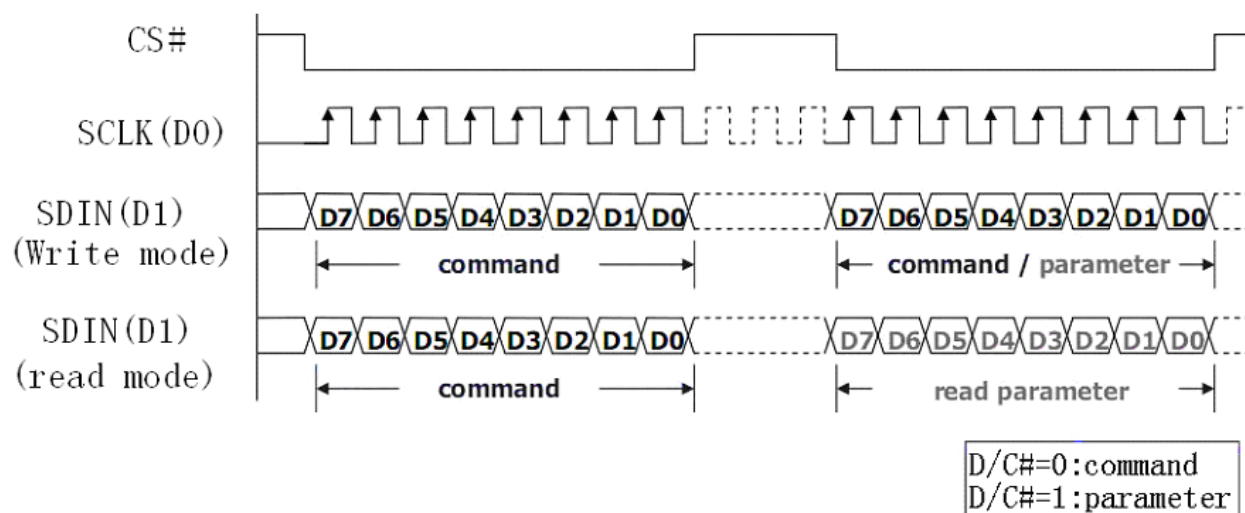 CS#
SCLK(D0)
SDIN(D1)
(Write mode)
D7 D6 D5 D4 D3 D2 D1 D0 D7 D6 D5 D4 D3 D2 D1 D0
command command / parameter
SDIN(D1)
(read mode)
D7 D6 D5 D4 D3 D2 D1 D0 D7 D6 D5 D4 D3 D2 D1 D0
command read parameter
D/C#=0:command
D/C#=1:parameter